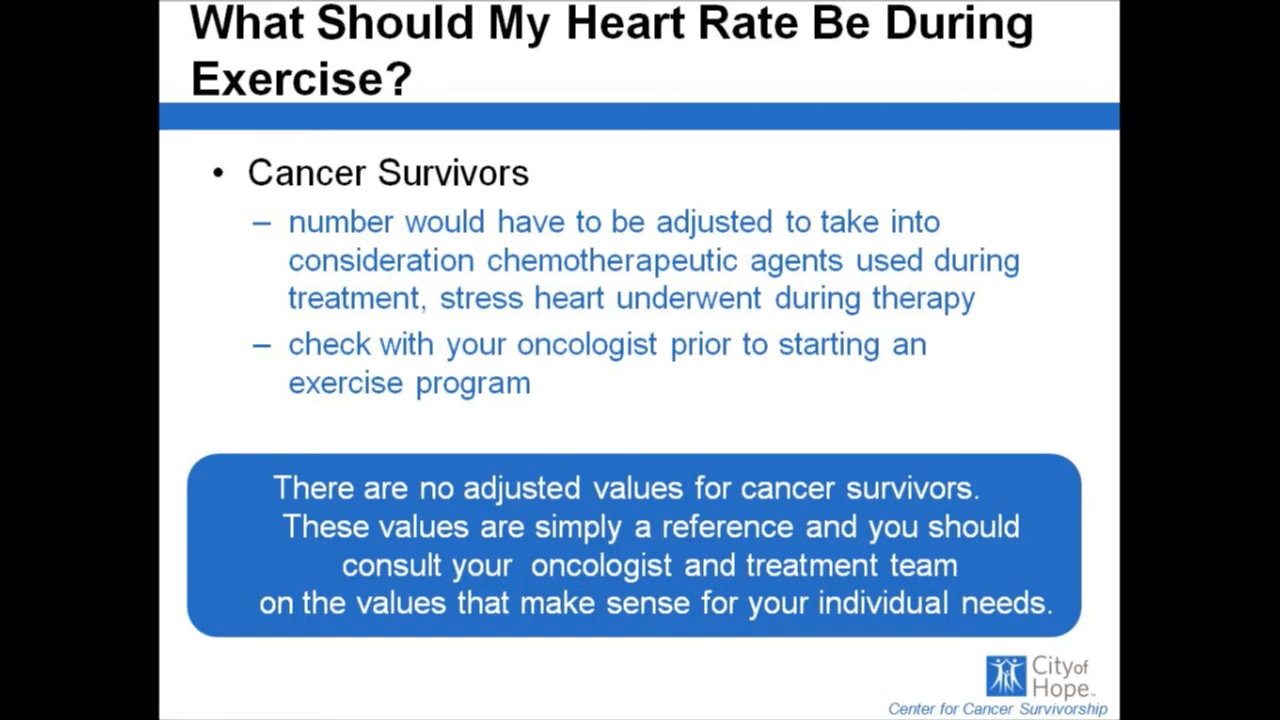 What Should My Heart Rate Be During
Exercise?
• Cancer Survivors
– number would have to be adjusted to take into
consideration chemotherapeutic agents used during
treatment, stress heart underwent during therapy
– check with your oncologist prior to starting an
exercise program
There are no adjusted values for cancer survivors.
These values are simply a reference and you should
consult your oncologist and treatment team
on the values that make sense for your individual needs.
City of
Hope™
Center for Cancer Survivorship